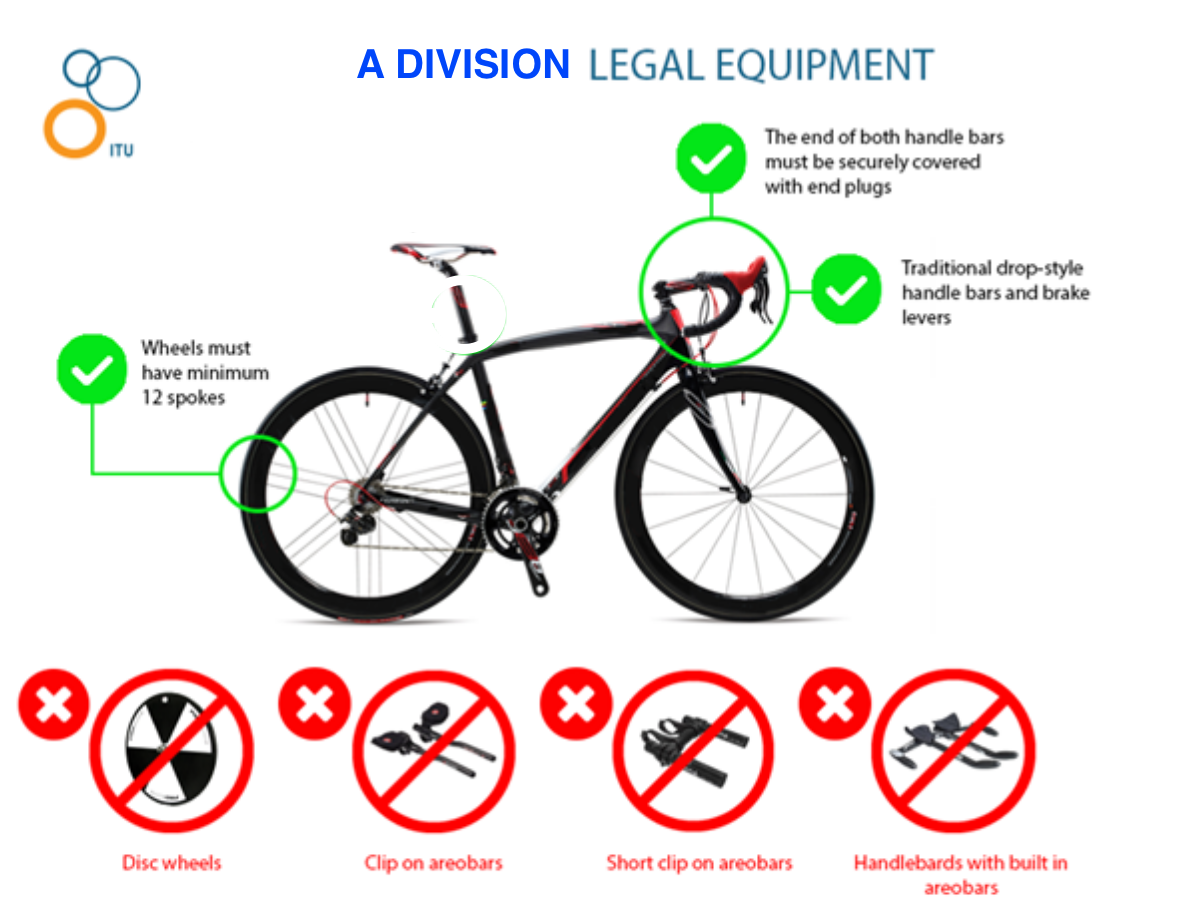 A DIVISION LEGAL EQUIPMENT
ITU
The end of both handle bars
must be securely covered
with end plugs
Traditional drop-style
handle bars and brake
levers
Wheels must
have minimum
12 spokes
Disc wheels
Clip on areobars
Short clip on areobars
Handlebards with built in
areobars